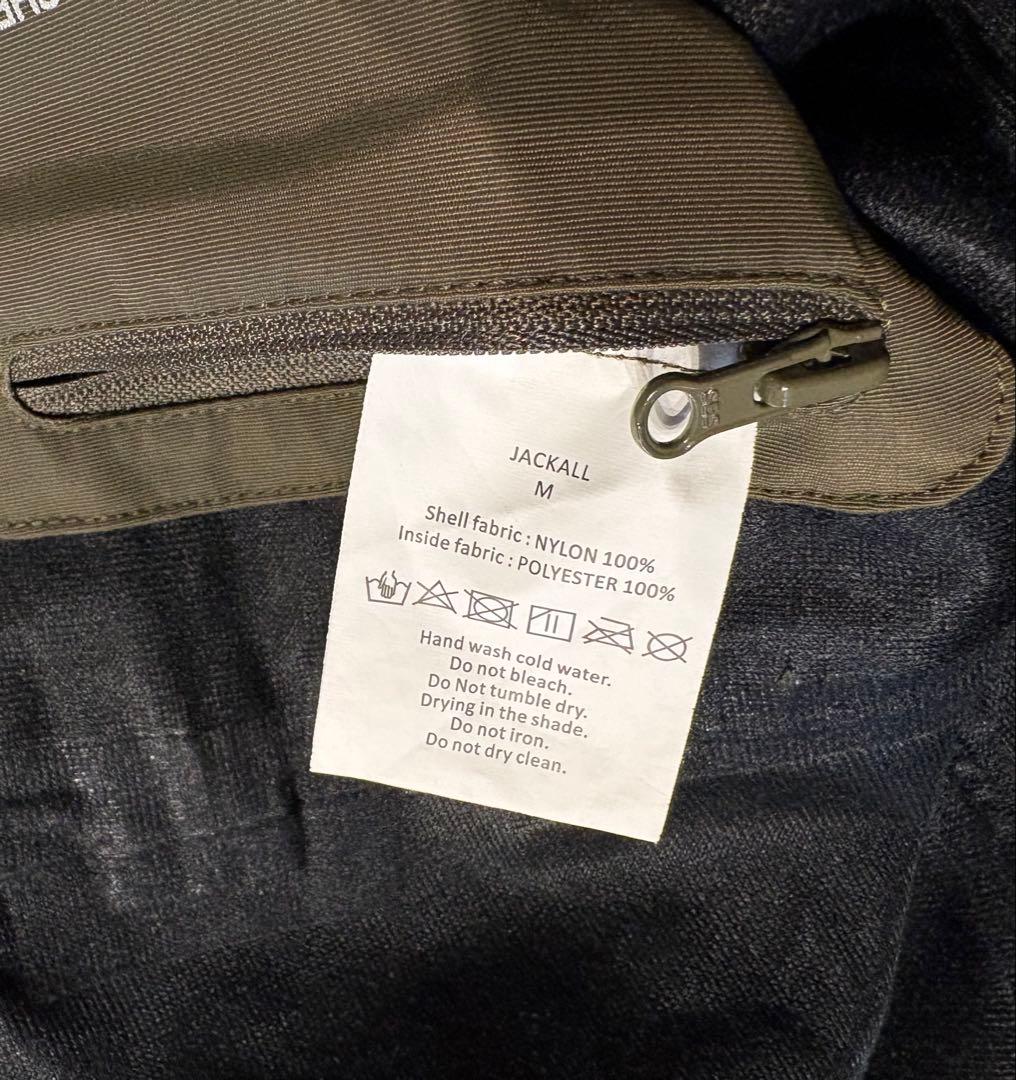 JACKALL
M
Shell fabric : NYLON 100%
Inside fabric : POLYESTER 100%
Hand wash cold water.
Do not bleach.
Do Not tumble dry.
Drying in the shade.
Do not iron.
Do not dry clean.